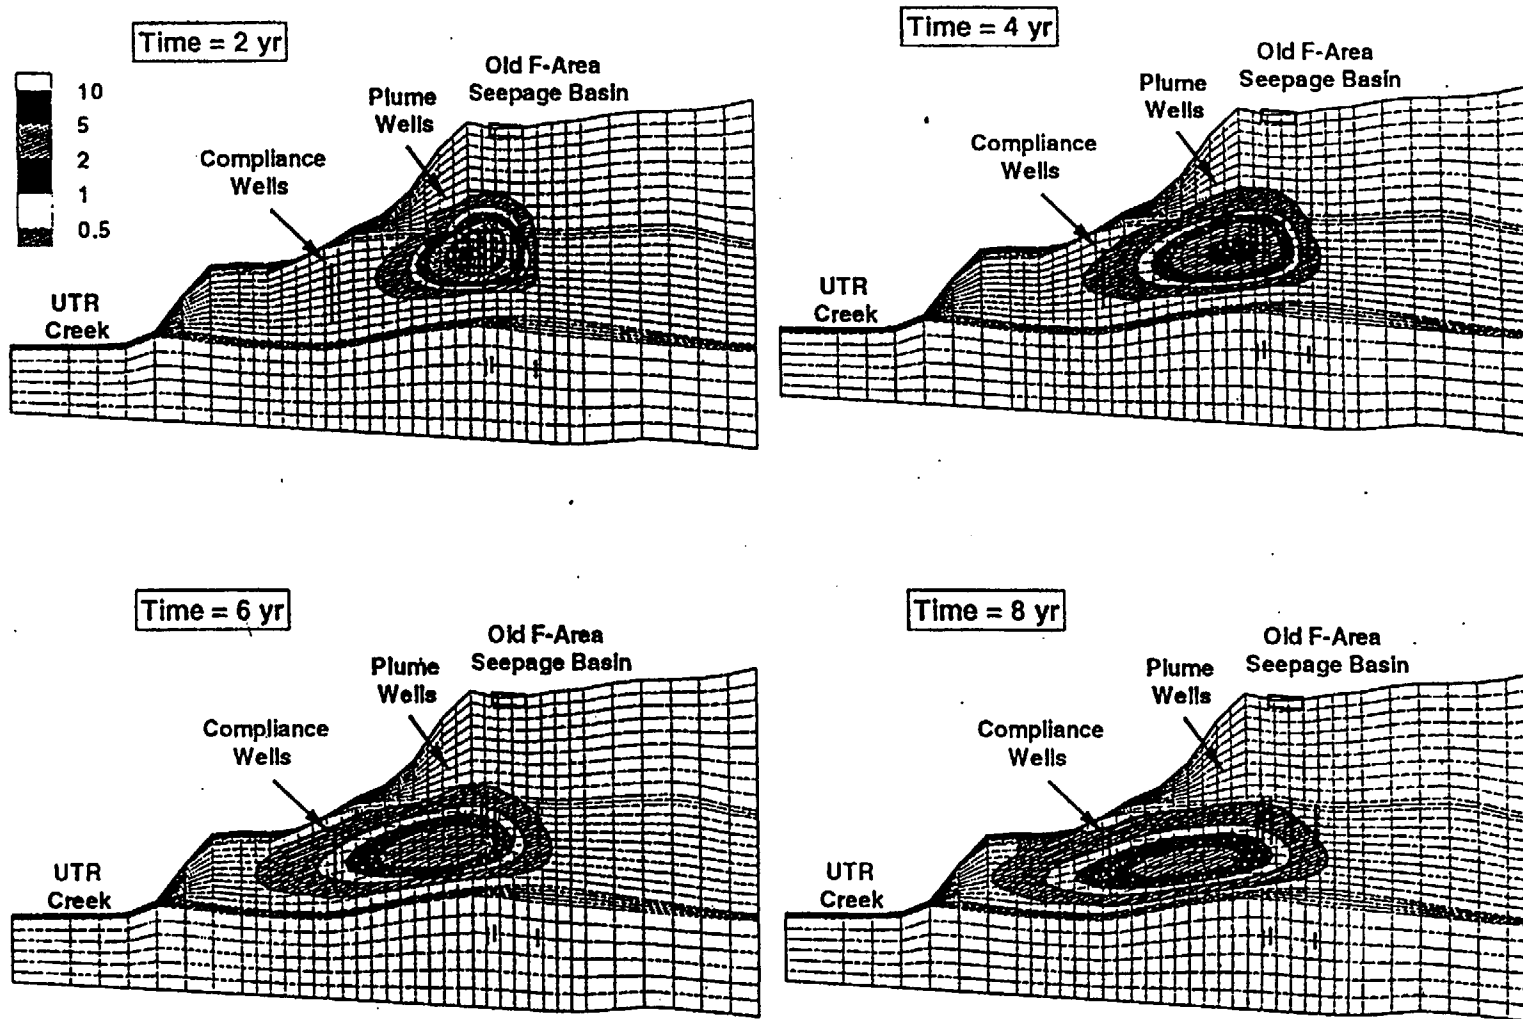 Time = 2 yr
10
5
2
1
0.5
Old F-Area
Seepage Basin
Plume
Wells
Compliance
Wells
UTR
Creek
Time = 4 yr
Old F-Area
Seepage Basin
Plume
Wells
Compliance
Wells
UTR
Creek
Time = 6 yr
Old F-Area
Seepage Basin
Plume
Wells
Compliance
Wells
UTR
Creek
Time = 8 yr
Old F-Area
Seepage Basin
Plume
Wells
Compliance
Wells
UTR
Creek